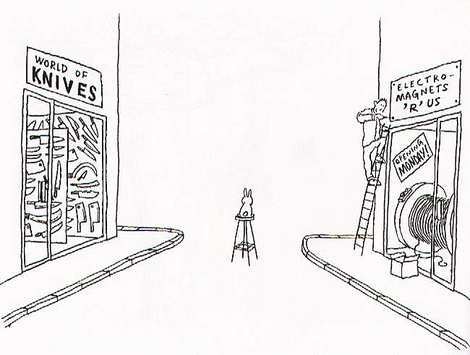 WORLD OF
KNIVES
ELECTRO-
MAGNETS
'R' US
OPENING
MONDAY!